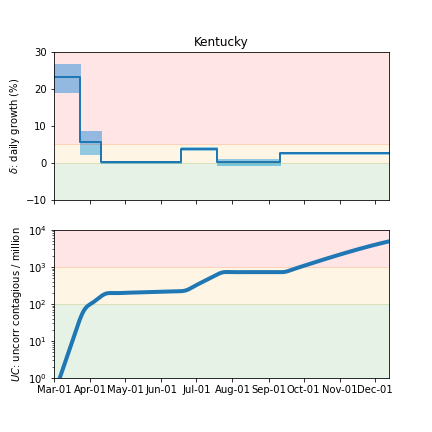 Kentucky
30
20
10
0
−10
δ: daily growth (%)
10⁴
10³
10²
10¹
10⁰
UC: uncorr contagious / million
Mar-01 Apr-01 May-01 Jun-01 Jul-01 Aug-01 Sep-01 Oct-01 Nov-01 Dec-01